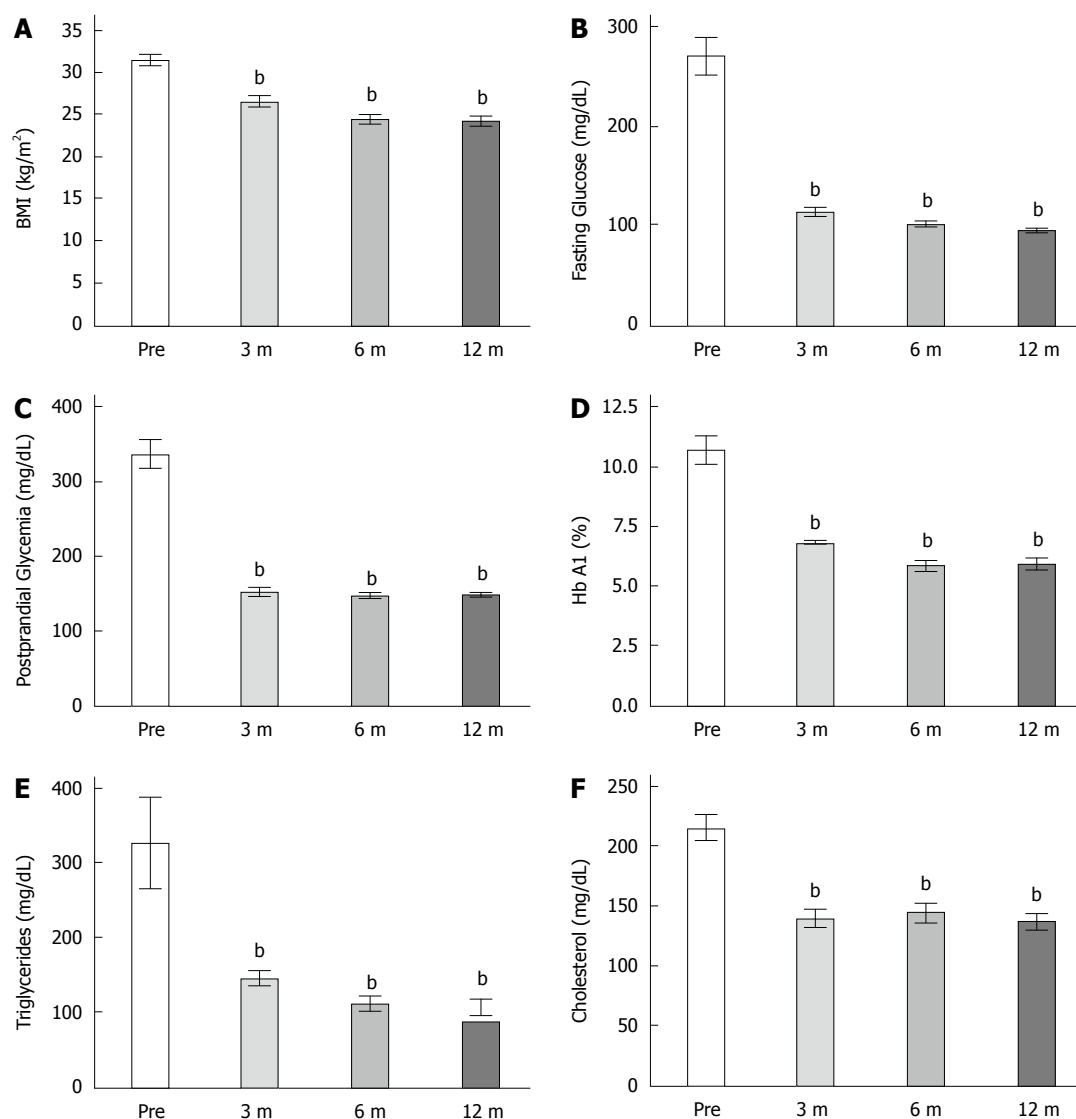 A
BMI (kg/m²)
35
30
25
20
15
10
5
0
b
b
b
Pre
3 m
6 m
12 m
B
Fasting Glucose (mg/dL)
300
200
100
0
b
b
b
Pre
3 m
6 m
12 m
C
Postprandial Glycemia (mg/dL)
400
300
200
100
0
b
b
b
Pre
3 m
6 m
12 m
D
Hb A1 (%)
12.5
10.0
7.5
5.0
2.5
0.0
b
b
b
Pre
3 m
6 m
12 m
E
Triglycerides (mg/dL)
400
300
200
100
0
b
b
b
Pre
3 m
6 m
12 m
F
Cholesterol (mg/dL)
250
200
150
100
50
0
b
b
b
Pre
3 m
6 m
12 m